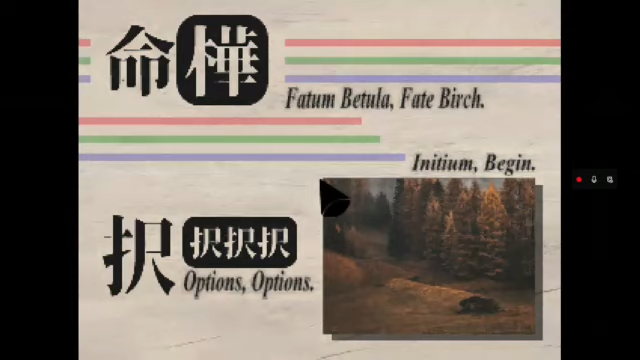 命樺
Fatum Betula, Fate Birch.
Initium, Begin.
択 択択択
Options, Options.